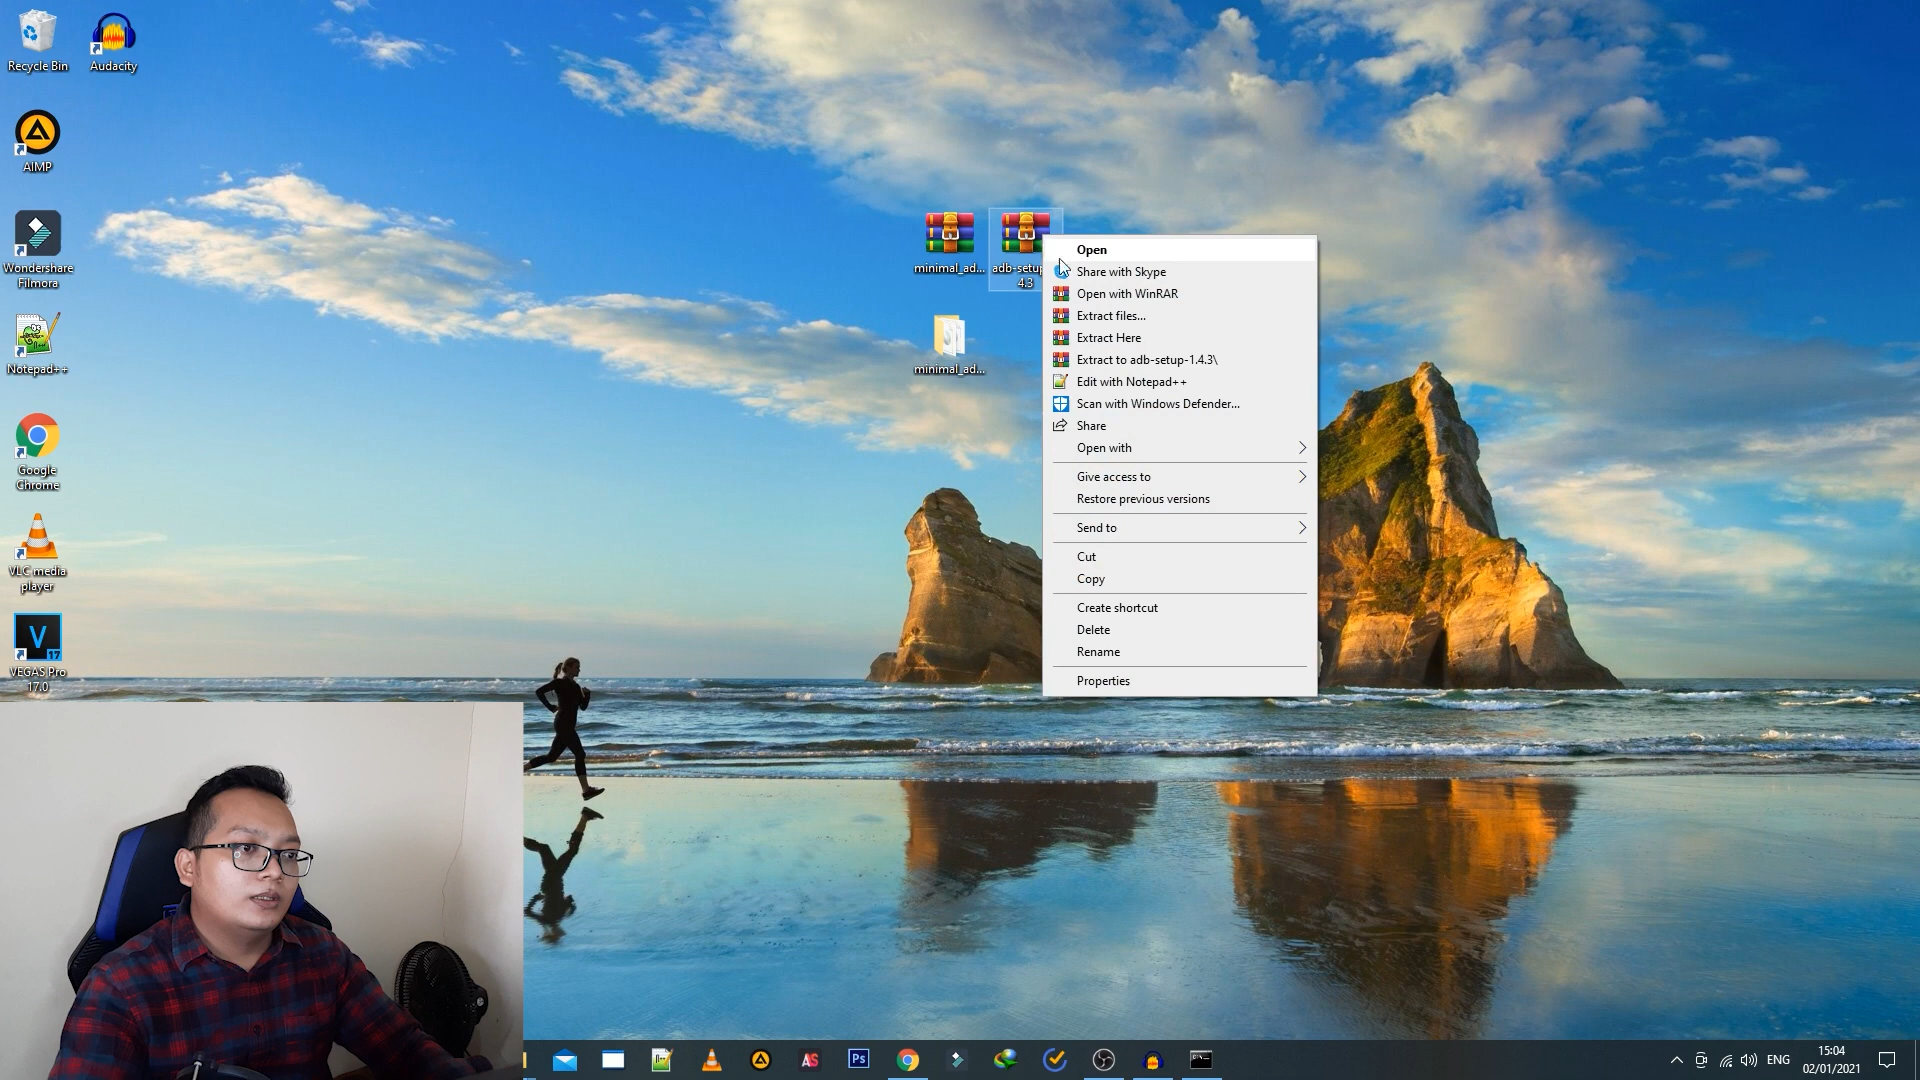 Recycle Bin
Audacity
AIMP
Wondershare
Filmora
Notepad++
Google
Chrome
VLC media
player
VEGAS Pro
17.0
minimal_ad...
adb-setup
4.3
minimal_ad...
Open
Share with Skype
Open with WinRAR
Extract files...
Extract Here
Extract to adb-setup-1.4.3\
Edit with Notepad++
Scan with Windows Defender...
Share
Open with
Give access to
Restore previous versions
Send to
Cut
Copy
Create shortcut
Delete
Rename
Properties
V
17
AS
Ps
ENG
15:04
02/01/2021